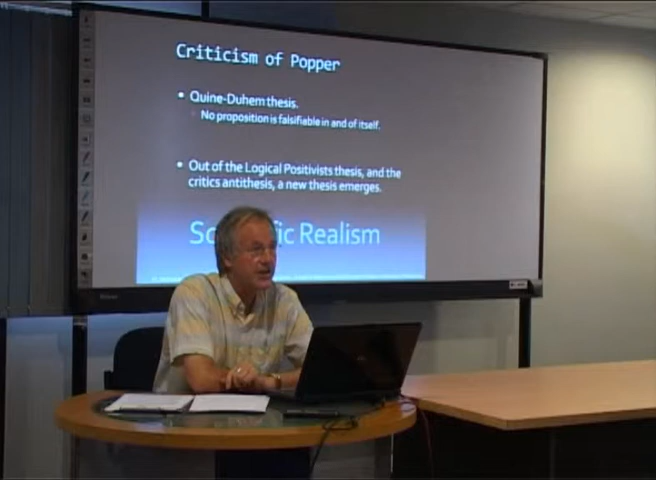 Criticism of Popper
• Quine-Duhem thesis.
No proposition is falsifiable in and of itself.
• Out of the Logical Positivists thesis, and the
critics antithesis, a new thesis emerges.
Realism